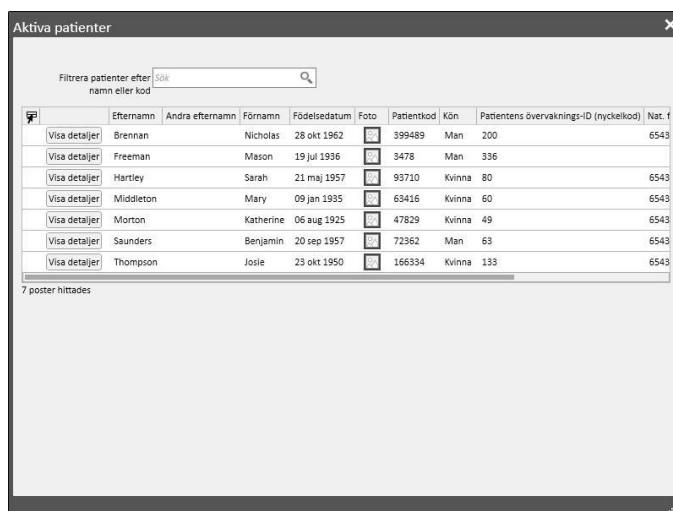 Aktiva patienter
Filtrera patienter efter Sök
namn eller kod
Efternamn Andra efternamn Förnamn Födelsedatum Foto Patientkod Kön Patientens övervaknings-ID (nyckelkod) Nat. f
Visa detaljer Brennan Nicholas 28 okt 1962 399489 Man 200 6543
Visa detaljer Freeman Mason 19 jul 1936 3478 Man 336
Visa detaljer Hartley Sarah 21 maj 1957 93710 Kvinna 80 6543
Visa detaljer Middleton Mary 09 jan 1935 63416 Kvinna 60 6543
Visa detaljer Morton Katherine 06 aug 1925 47829 Kvinna 49 6543
Visa detaljer Saunders Benjamin 20 sep 1957 72362 Man 63 6543
Visa detaljer Thompson Josie 23 okt 1950 166334 Kvinna 133 6543
7 poster hittades